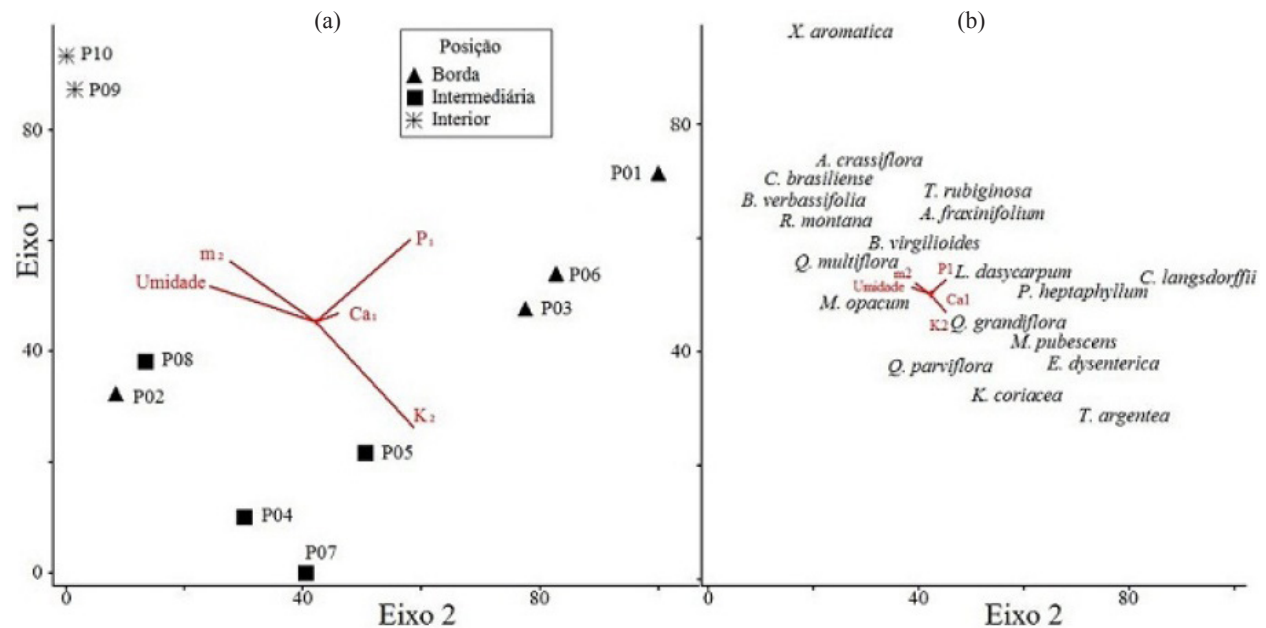 (a)
P10
P09
Posição
Borda
Intermediária
Interior
80
P01
P₁
m₂
Umidade
Ca₁
P06
P03
40
P08
P02
K₂
P05
P04
P07
0
0
40
80
Eixo 1
Eixo 2
(b)
X. aromatica
80
A. crassiflora
C. brasiliense
B. verbassifolia
T. rubiginosa
R. montana
A. fraxinifolium
B. virgilioides
Q. multiflora
m2
P1
L. dasycarpum
C. langsdorffii
Umidade
P. heptaphyllum
M. opacum
Ca1
K2
Q. grandiflora
M. pubescens
40
Q. parviflora
E. dysenterica
K. coriacea
T. argentea
0
40
80
Eixo 2